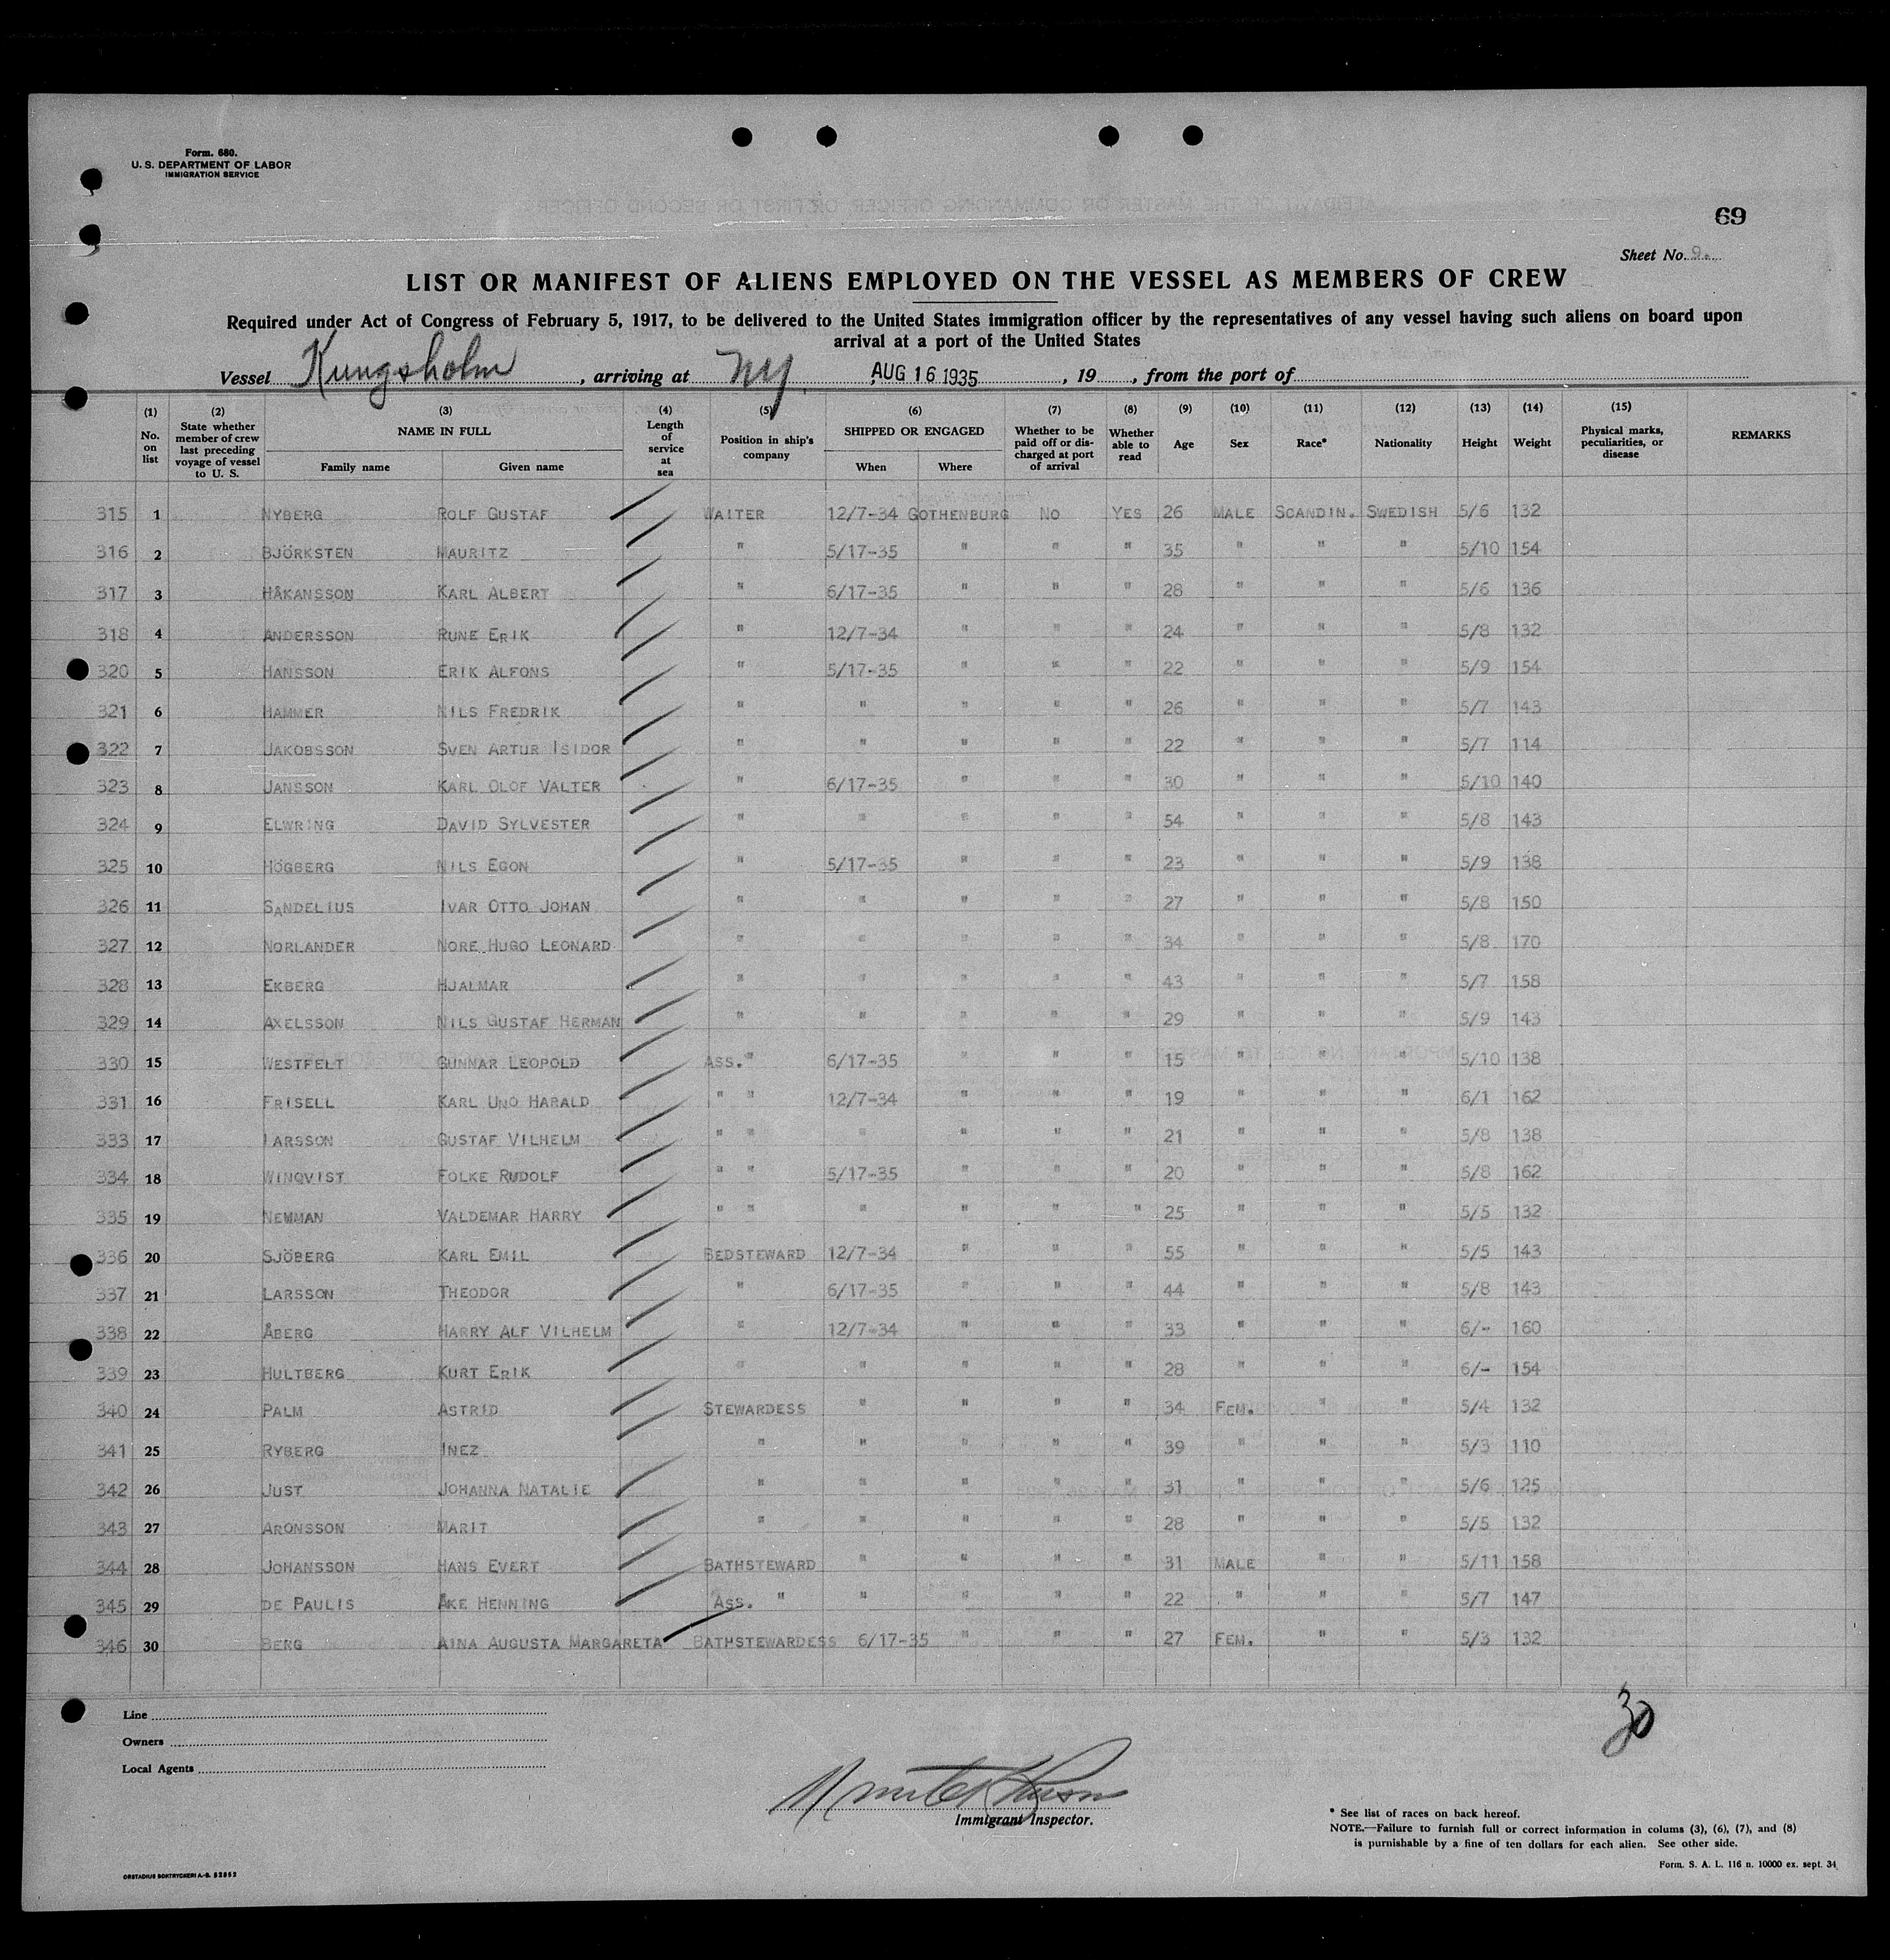 Form. 680.
U. S. DEPARTMENT OF LABOR
IMMIGRATION SERVICE
69
Sheet No. 9.
LIST OR MANIFEST OF ALIENS EMPLOYED ON THE VESSEL AS MEMBERS OF CREW
Required under Act of Congress of February 5, 1917, to be delivered to the United States immigration officer by the representatives of any vessel having such aliens on board upon
arrival at a port of the United States
Vessel Kungsholm, arriving at NY. AUG 16 1935, 19, from the port of
(1) No. on list (2) State whether member of crew last preceding voyage of vessel to U. S. (3) NAME IN FULL Family name Given name (4) Length of service at sea (5) Position in ship's company (6) SHIPPED OR ENGAGED When Where (7) Whether to be paid off or discharged at port of arrival (8) Whether able to read (9) Age (10) Sex (11) Race* (12) Nationality (13) Height (14) Weight (15) Physical marks, peculiarities, or disease REMARKS
315 1 NYBERG ROLF GUSTAF WAITER 12/7-34 GOTHENBURG NO YES 26 MALE SCANDIN. SWEDISH 5/6 132
316 2 BJÖRKSTEN MAURITZ " 5/17-35 " " " 35 " " " 5/10 154
317 3 HÅKANSSON KARL ALBERT " 6/17-35 " " " 28 " " " 5/6 136
318 4 ANDERSSON RUNE ERIK " 12/7-34 " " " 24 " " " 5/8 132
320 5 HANSSON ERIK ALFONS " 5/17-35 " " " 22 " " " 5/9 154
321 6 HAMMER NILS FREDRIK " " " " " 26 " " " 5/7 143
322 7 JAKOBSSON SVEN ARTUR ISIDOR " " " " " 22 " " " 5/7 114
323 8 JANSSON KARL OLOF VALTER " 6/17-35 " " " 30 " " " 5/10 140
324 9 ELWRING DAVID SYLVESTER " " " " " 54 " " " 5/8 143
325 10 HÖGBERG NILS EGON " 5/17-35 " " " 23 " " " 5/9 138
326 11 SANDELIUS IVAR OTTO JOHAN " " " " " 27 " " " 5/8 150
327 12 NORLANDER NORE HUGO LEONARD " " " " " 34 " " " 5/8 170
328 13 EKBERG HJALMAR " " " " " 43 " " " 5/7 158
329 14 AXELSSON NILS GUSTAF HERMAN " " " " " 29 " " " 5/9 143
330 15 WESTFELT GUNNAR LEOPOLD ASS. " 6/17-35 " " " 15 " " " 5/10 138
331 16 FRISELL KARL UNO HARALD " " 12/7-34 " " " 19 " " " 6/1 162
333 17 LARSSON GUSTAF VILHELM " " " " " " 21 " " " 5/8 138
334 18 WINQVIST FOLKE RUDOLF " " 5/17-35 " " " 20 " " " 5/8 162
335 19 NEWMAN VALDEMAR HARRY " " " " " " 25 " " " 5/5 132
336 20 SJÖBERG KARL EMIL BEDSTEWARD 12/7-34 " " " 55 " " " 5/5 143
337 21 LARSSON THEODOR " 6/17-35 " " " 44 " " " 5/8 143
338 22 ÅBERG HARRY ALF VILHELM " 12/7-34 " " " 33 " " " 6/- 160
339 23 HULTBERG KURT ERIK " " " " " 28 " " " 6/- 154
340 24 PALM ASTRID STEWARDESS " " " " 34 FEM. " " 5/4 132
341 25 RYBERG INEZ " " " " " 39 " " " 5/3 110
342 26 JUST JOHANNA NATALIE " " " " " 31 " " " 5/6 125
343 27 ARONSSON MARIT " " " " " 28 " " " 5/5 132
344 28 JOHANSSON HANS EVERT BATHSTEWARD " " " " 31 MALE " " 5/11 158
345 29 DE PAULIS ÅKE HENNING ASS. " " " " " 22 " " " 5/7 147
346 30 BERG AINA AUGUSTA MARGARETA BATHSTEWARDESS 6/17-35 " " " 27 FEM. " " 5/3 132
30
Line
Owners
Local Agents
Immigrant Inspector.
* See list of races on back hereof.
NOTE.—Failure to furnish full or correct information in colums (3), (6), (7), and (8)
is punishable by a fine of ten dollars for each alien. See other side.
Form. S. A. L. 116 n. 10000 ex. sept. 34
ORSTADIUS BOKTRYCKERI A.-B. 52952